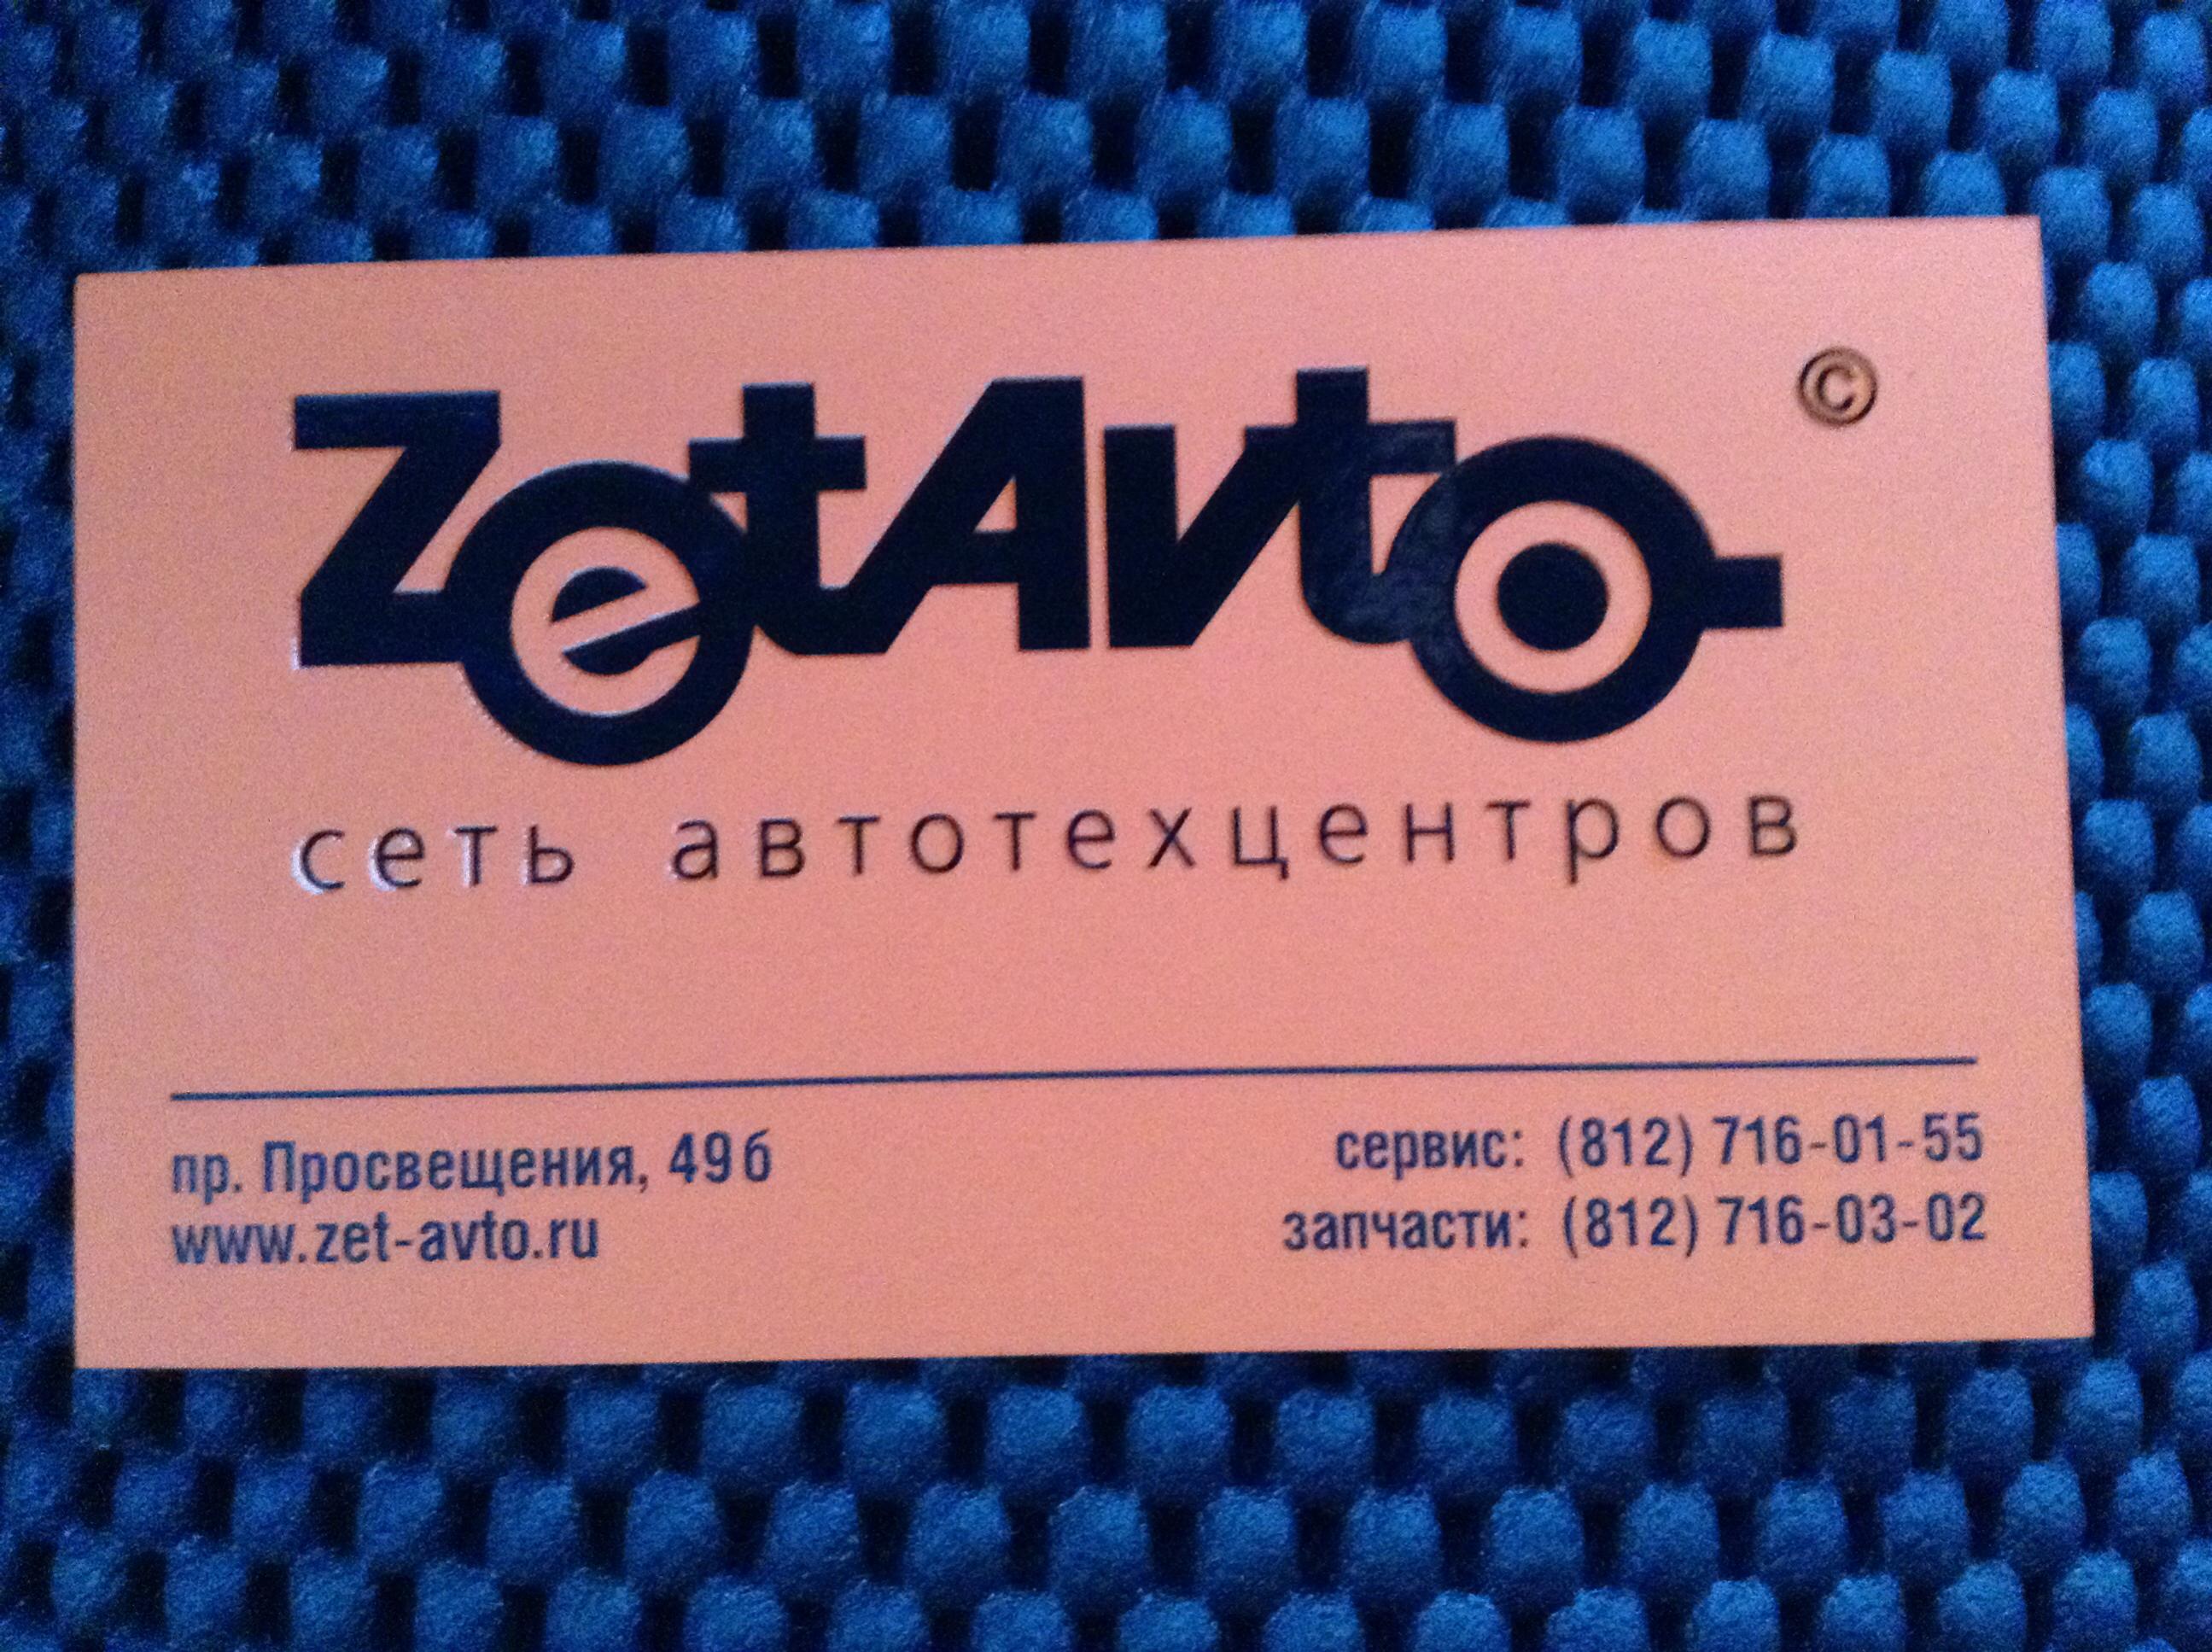 ZetAvto ©
сеть автотехцентров
пр. Просвещения, 49б
www.zet-avto.ru
сервис: (812) 716-01-55
запчасти: (812) 716-03-02